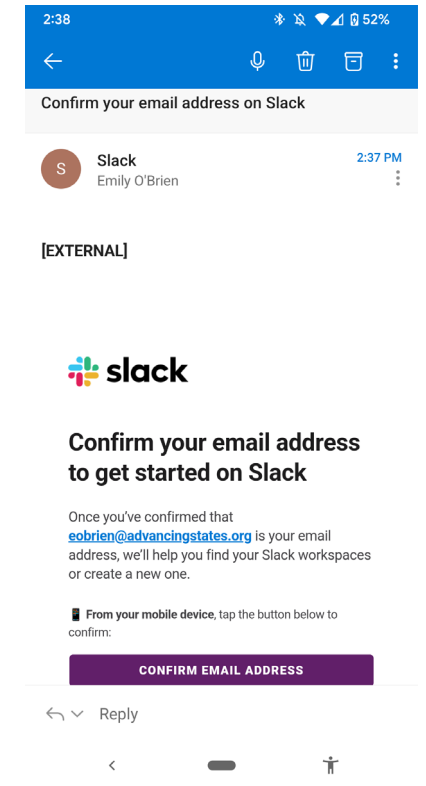 2:38 52%
Confirm your email address on Slack
S Slack 2:37 PM
Emily O'Brien
[EXTERNAL]
slack
Confirm your email address
to get started on Slack
Once you've confirmed that
eobrien@advancingstates.org is your email
address, we'll help you find your Slack workspaces
or create a new one.
From your mobile device, tap the button below to
confirm:
CONFIRM EMAIL ADDRESS
Reply